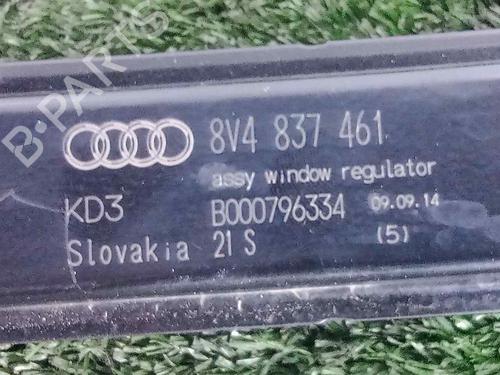 B-PARTS
8V4 837 461
assy window regulator
KD3 B000796334 09.09.14
Slovakia 21 S (5)